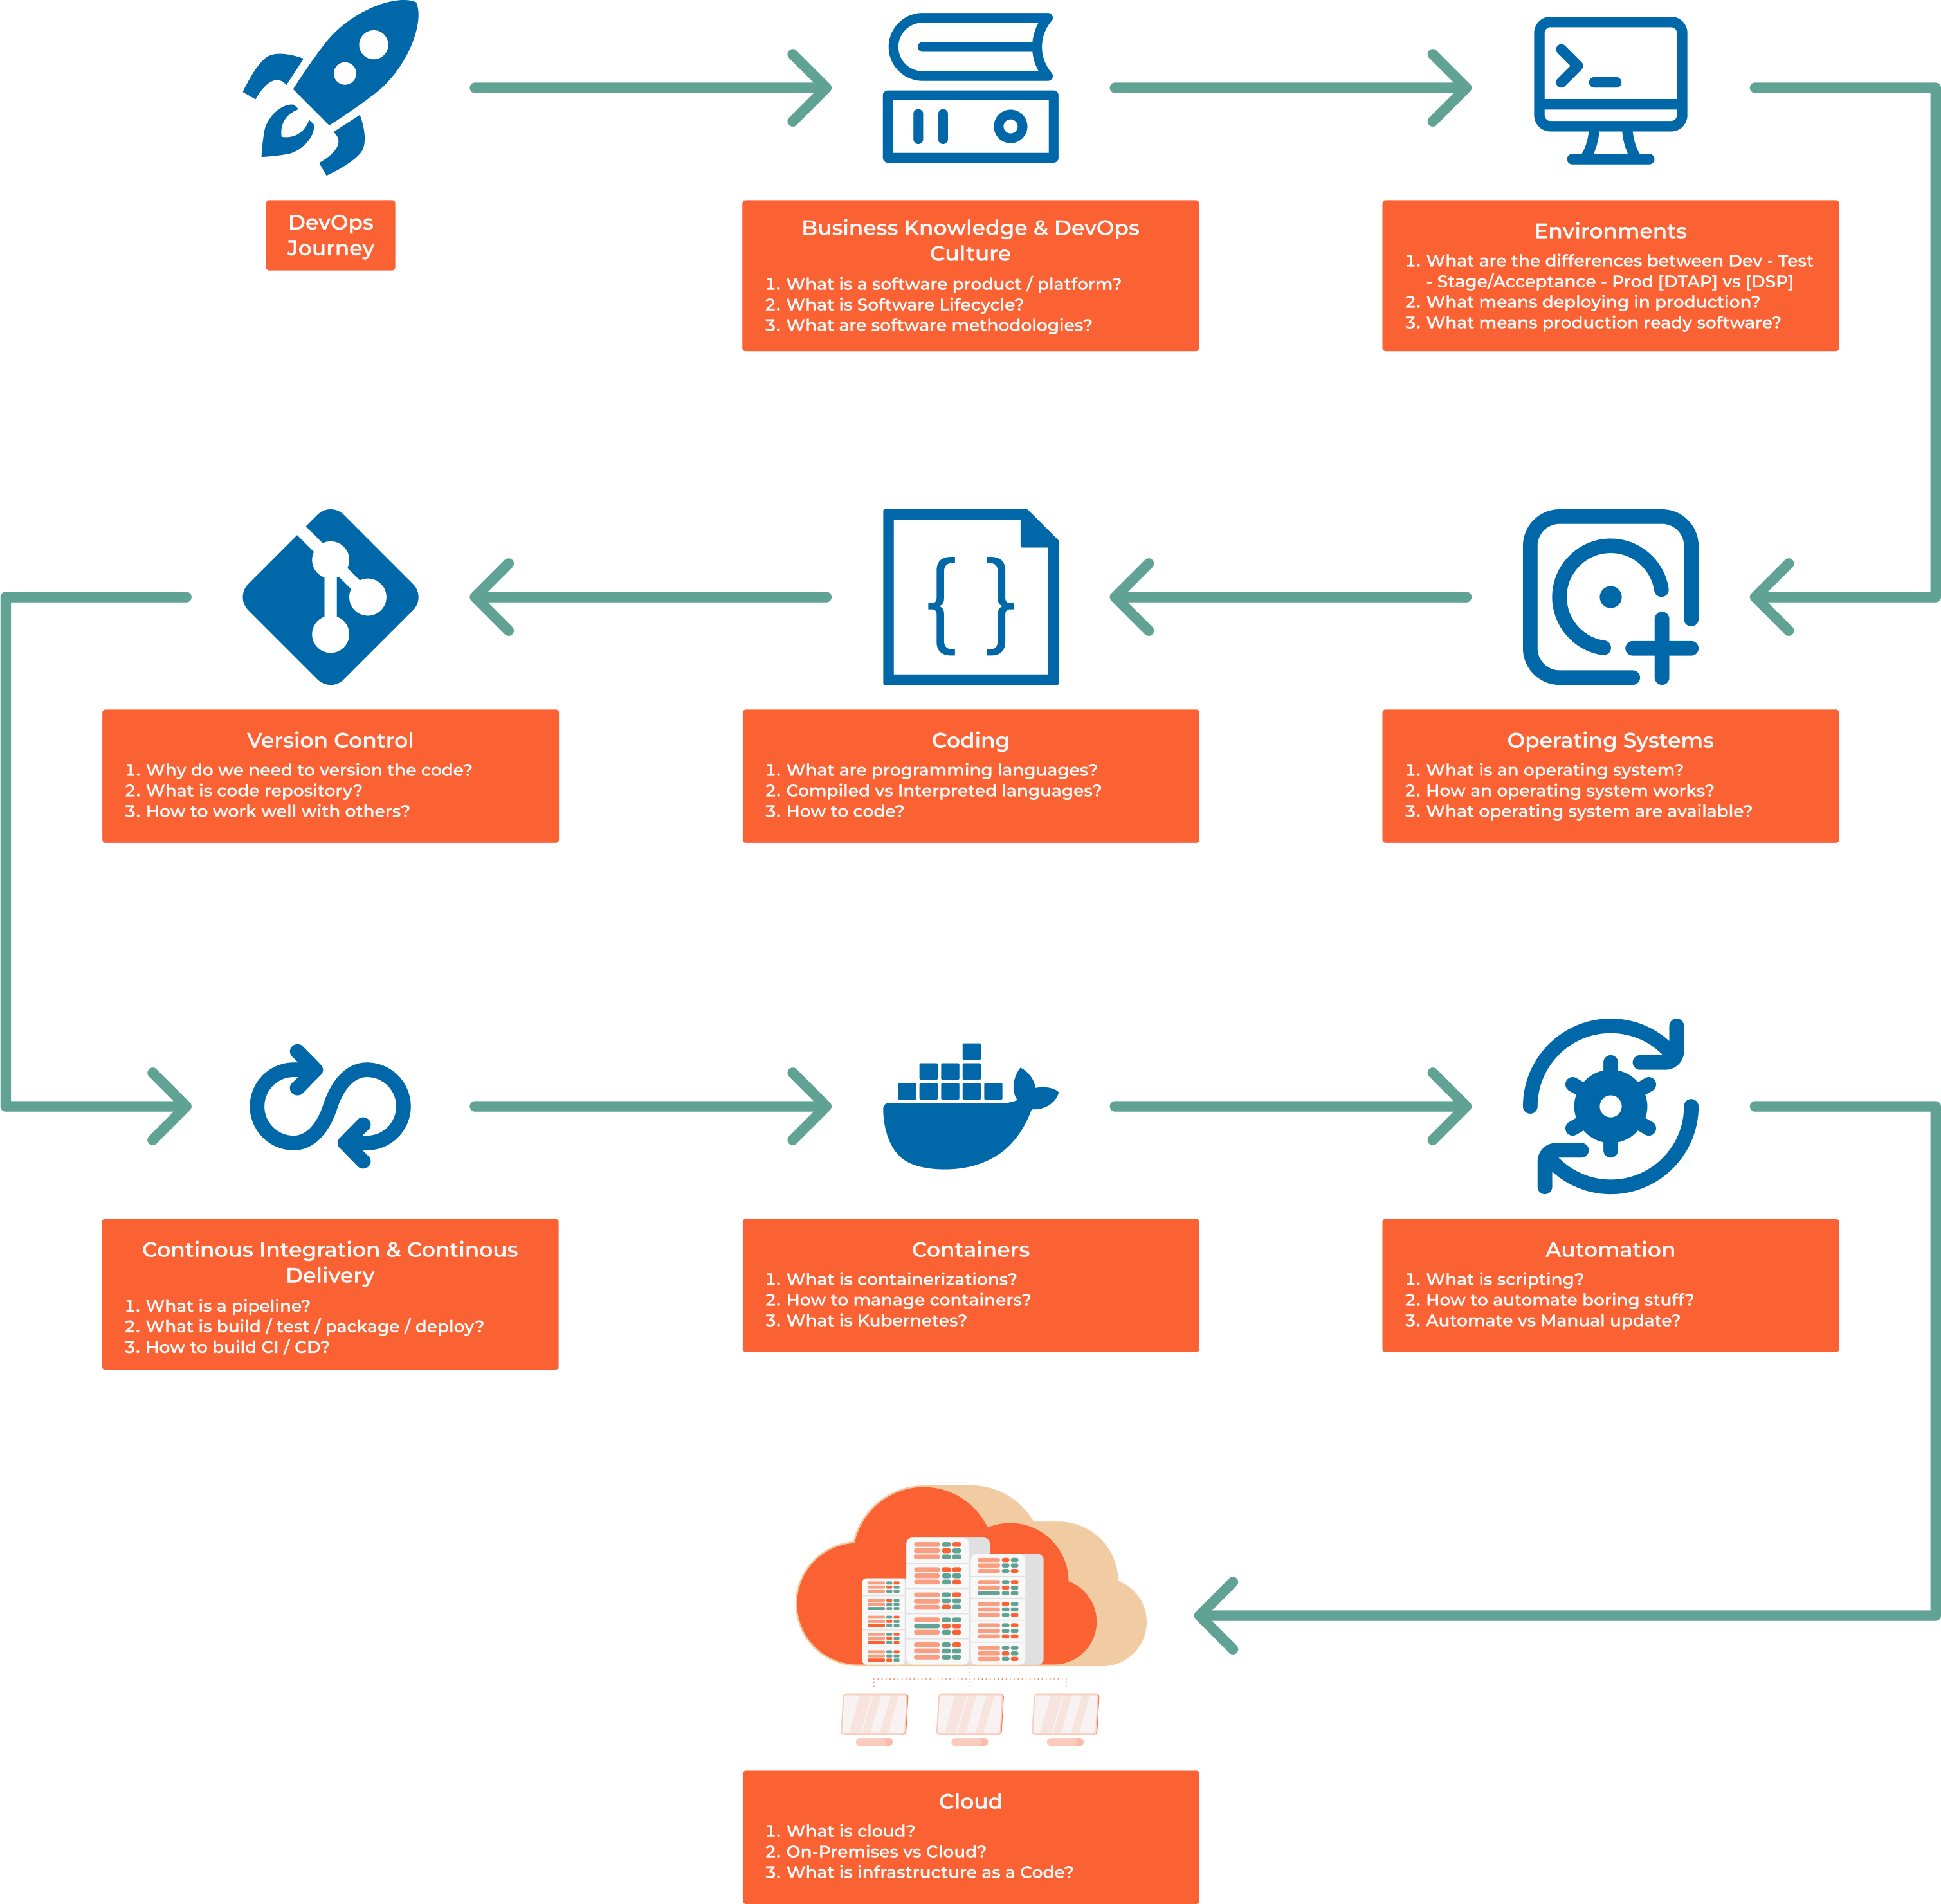 DevOps
Journey
Business Knowledge & DevOps
Culture
1. What is a software product / platform?
2. What is Software Lifecycle?
3. What are software methodologies?
Environments
1. What are the differences between Dev - Test
- Stage/Acceptance - Prod [DTAP] vs [DSP]
2. What means deploying in production?
3. What means production ready software?
Operating Systems
1. What is an operating system?
2. How an operating system works?
3. What operating system are available?
Coding
1. What are programming languages?
2. Compiled vs Interpreted languages?
3. How to code?
Version Control
1. Why do we need to version the code?
2. What is code repository?
3. How to work well with others?
Continous Integration & Continous
Delivery
1. What is a pipeline?
2. What is build / test / package / deploy?
3. How to build CI / CD?
Containers
1. What is containerizations?
2. How to manage containers?
3. What is Kubernetes?
Automation
1. What is scripting?
2. How to automate boring stuff?
3. Automate vs Manual update?
Cloud
1. What is cloud?
2. On-Premises vs Cloud?
3. What is infrastructure as a Code?